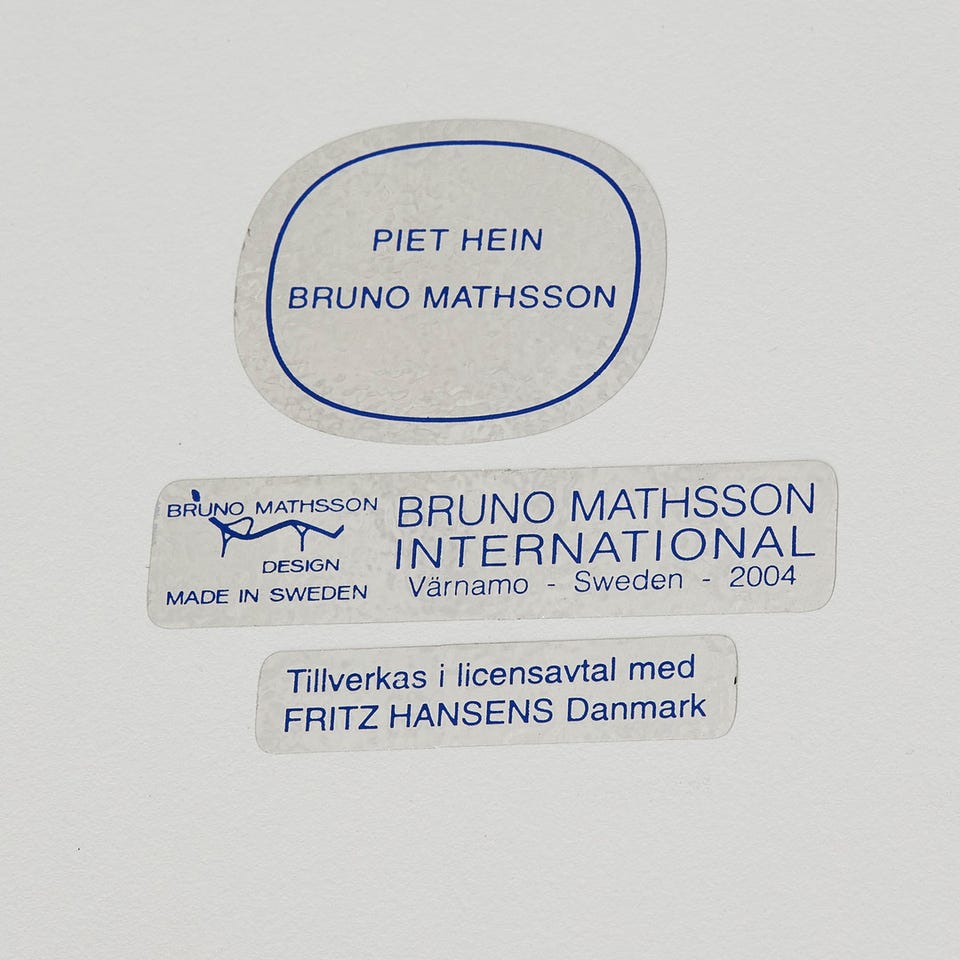 PIET HEIN
BRUNO MATHSSON
BRUNO MATHSSON
DESIGN
MADE IN SWEDEN
BRUNO MATHSSON
INTERNATIONAL
Värnamo - Sweden - 2004
Tillverkas i licensavtal med
FRITZ HANSENS Danmark